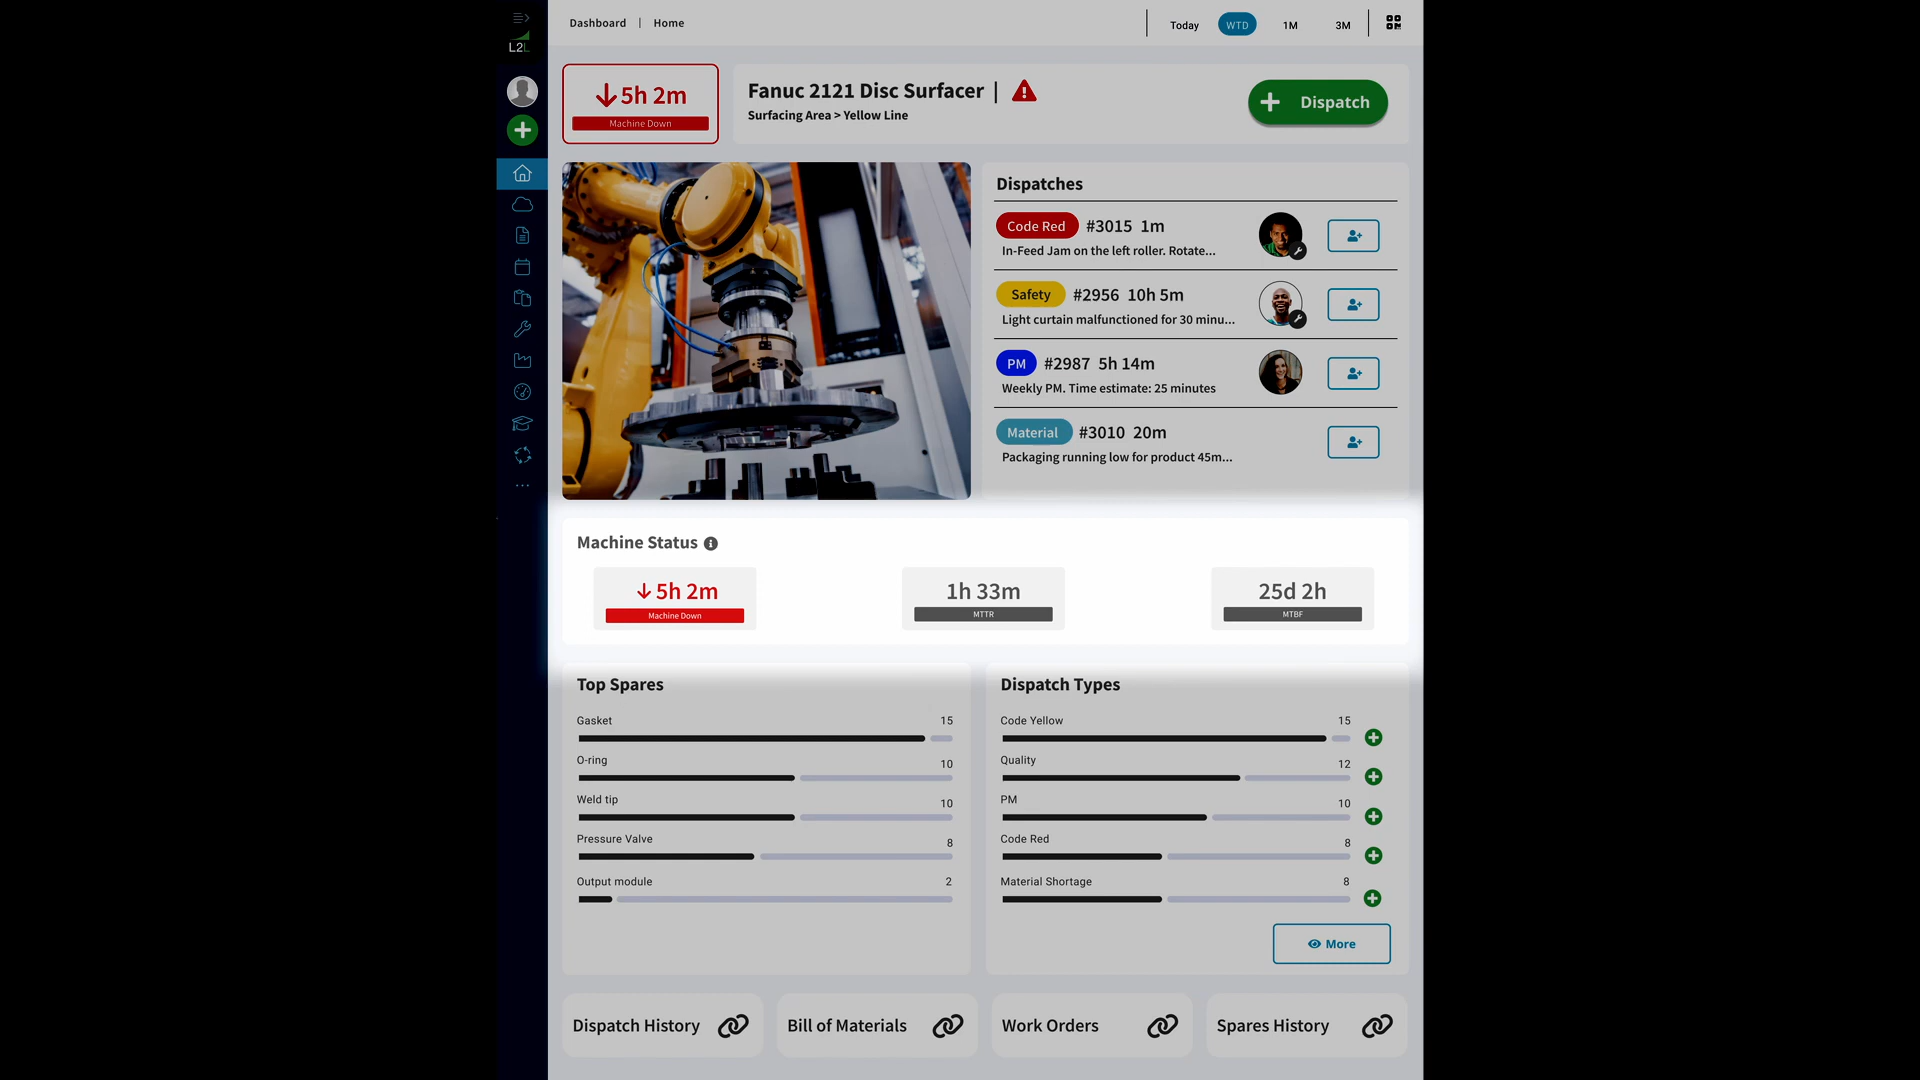 L2L
Dashboard | Home
Today WTD 1M 3M
5h 2m
Machine Down
Fanuc 2121 Disc Surfacer |
Surfacing Area > Yellow Line
Dispatch
Dispatches
Code Red #3015 1m
In-Feed Jam on the left roller. Rotate...
Safety #2956 10h 5m
Light curtain malfunctioned for 30 minu...
PM #2987 5h 14m
Weekly PM. Time estimate: 25 minutes
Material #3010 20m
Packaging running low for product 45m...
Machine Status
5h 2m
Machine Down
1h 33m
MTTR
25d 2h
MTBF
Top Spares
Gasket 15
O-ring 10
Weld tip 10
Pressure Valve 8
Output module 2
Dispatch Types
Code Yellow 15
Quality 12
PM 10
Code Red 8
Material Shortage 8
More
Dispatch History
Bill of Materials
Work Orders
Spares History